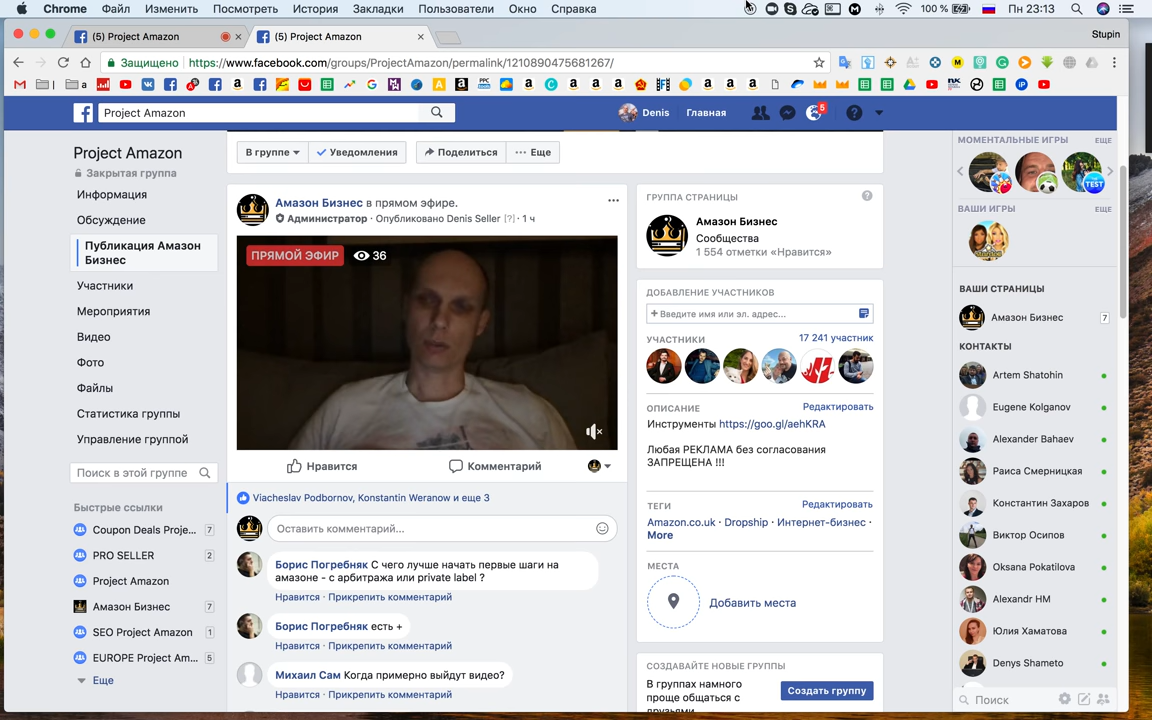 Chrome Файл Изменить Посмотреть История Закладки Пользователи Окно Справка 100 % Пн 23:13
(5) Project Amazon (5) Project Amazon Stupin
Защищено https://www.facebook.com/groups/ProjectAmazon/permalink/1210890475681267/
Project Amazon Denis Главная 5
Project Amazon
Закрытая группа
Информация
Обсуждение
Публикация Амазон
Бизнес
Участники
Мероприятия
Видео
Фото
Файлы
Статистика группы
Управление группой
Поиск в этой группе
Быстрые ссылки
Coupon Deals Proje... 7
PRO SELLER 2
Project Amazon
Амазон Бизнес 7
SEO Project Amazon 1
EUROPE Project Am... 5
Еще
В группе Уведомления Поделиться ··· Еще
Амазон Бизнес в прямом эфире.
Администратор · Опубликовано Denis Seller [?] · 1 ч
ПРЯМОЙ ЭФИР 36
Нравится Комментарий
Viacheslav Podbornov, Konstantin Weranow и еще 3
Оставить комментарий...
Борис Погребняк С чего лучше начать первые шаги на
амазоне - с арбитража или private label ?
Нравится · Прикрепить комментарий
Борис Погребняк есть +
Нравится · Прикрепить комментарий
Михаил Сам Когда примерно выйдут видео?
Нравится · Прикрепить комментарий
ГРУППА СТРАНИЦЫ
Амазон Бизнес
Сообщества
1 554 отметки «Нравится»
ДОБАВЛЕНИЕ УЧАСТНИКОВ
+ Введите имя или эл. адрес...
УЧАСТНИКИ 17 241 участник
ОПИСАНИЕ Редактировать
Инструменты https://goo.gl/aehKRA
Любая РЕКЛАМА без согласования
ЗАПРЕЩЕНА !!!
ТЕГИ Редактировать
Amazon.co.uk · Dropship · Интернет-бизнес ·
More
МЕСТА
Добавить места
СОЗДАВАЙТЕ НОВЫЕ ГРУППЫ
В группах намного
проще общаться с
друзьями
Создать группу
МОМЕНТАЛЬНЫЕ ИГРЫ ЕЩЕ
TEST
ВАШИ ИГРЫ ЕЩЕ
ВАШИ СТРАНИЦЫ
Амазон Бизнес 7
КОНТАКТЫ
Artem Shatohin
Eugene Kolganov
Alexander Bahaev
Раиса Смерницкая
Константин Захаров
Виктор Осипов
Oksana Pokatilova
Alexandr HM
Юлия Хаматова
Denys Shameto
Поиск